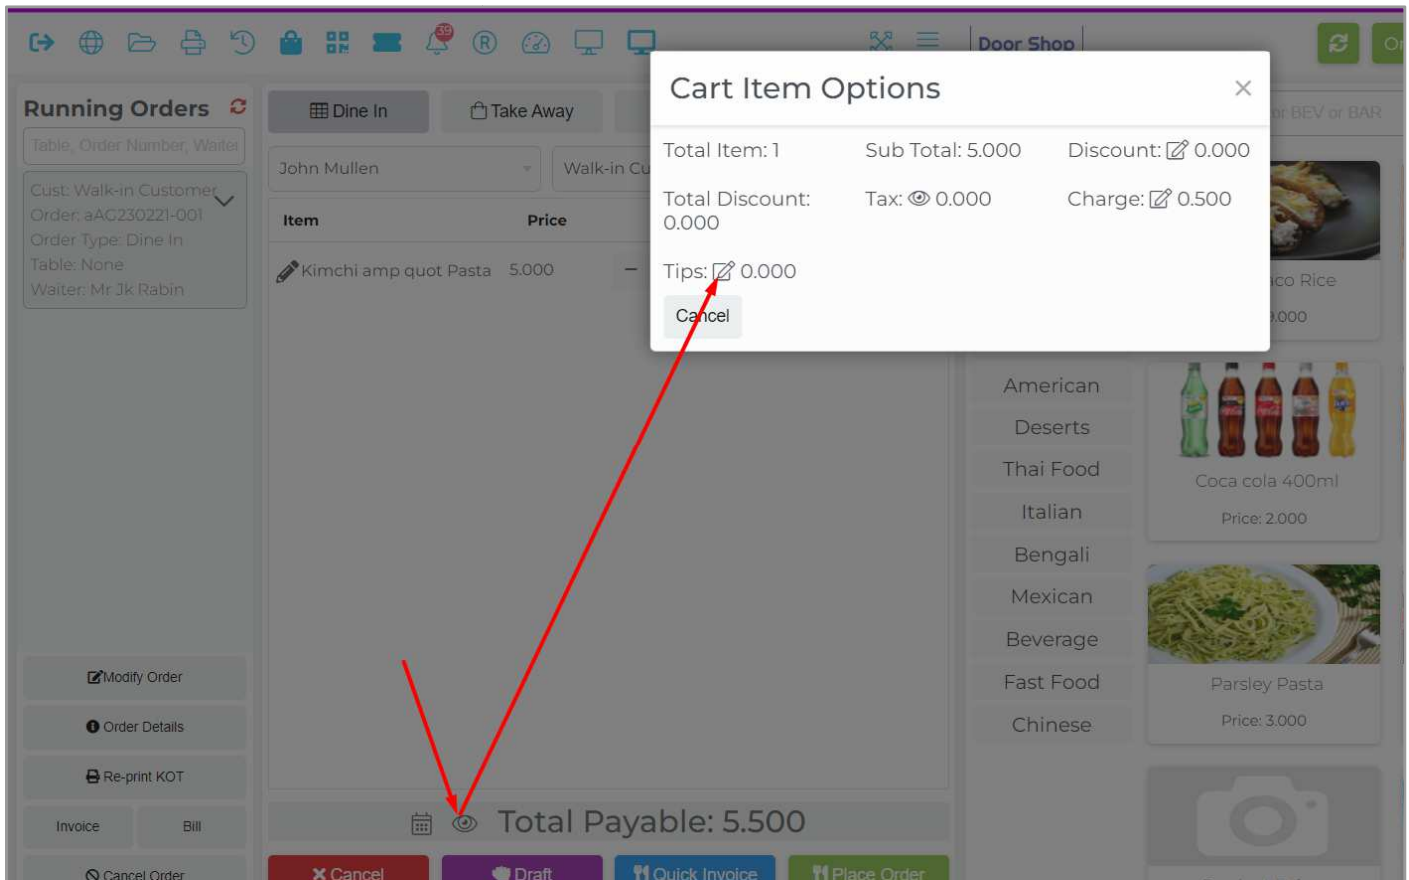 39
R
Door Shop
Running Orders
Table, Order Number, Waiter
Cust: Walk-in Customer
Order: aAG230221-001
Order Type: Dine In
Table: None
Waiter: Mr Jk Rabin
Modify Order
Order Details
Re-print KOT
Invoice Bill
Cancel Order
Dine In Take Away
John Mullen Walk-in Cu
Item Price
Kimchi amp quot Pasta 5.000
Total Payable: 5.500
Cancel Draft Quick Invoice Place Order
Cart Item Options ×
Total Item: 1 Sub Total: 5.000 Discount: 0.000
Total Discount: Tax: 0.000 Charge: 0.500
0.000
Tips: 0.000
Cancel
or BEV or BAR
American
Deserts
Thai Food
Italian
Bengali
Mexican
Beverage
Fast Food
Chinese
co Rice
.000
Coca cola 400ml
Price: 2.000
Parsley Pasta
Price: 3.000